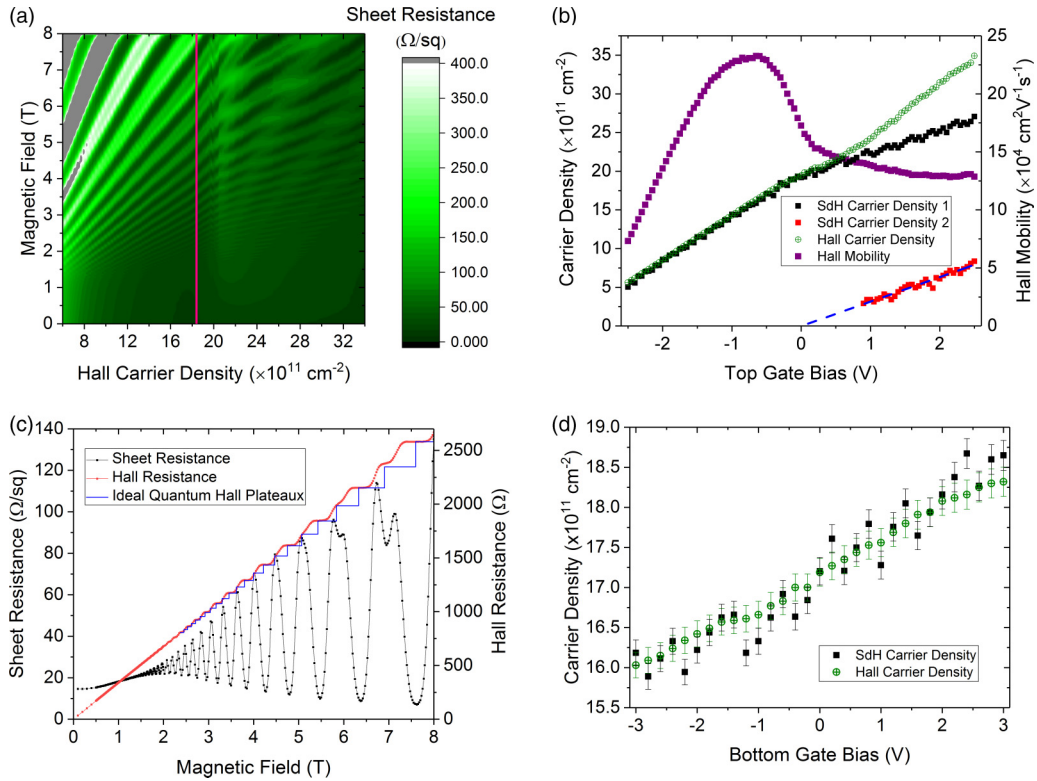 (a)
Sheet Resistance
(Ω/sq)
Magnetic Field (T)
8
7
6
5
4
3
2
1
0
8 12 16 20 24 28 32
Hall Carrier Density (×10¹¹ cm⁻²)
400.0
350.0
300.0
250.0
200.0
150.0
100.0
50.00
0.000
(b)
Carrier Density (×10¹¹ cm⁻²)
35
30
25
20
15
10
5
0
-2 -1 0 1 2
Top Gate Bias (V)
25
20
15
10
5
0
Hall Mobility (×10⁴ cm²V⁻¹s⁻¹)
SdH Carrier Density 1
SdH Carrier Density 2
Hall Carrier Density
Hall Mobility
(c)
Sheet Resistance (Ω/sq)
140
120
100
80
60
40
20
0
0 1 2 3 4 5 6 7 8
Magnetic Field (T)
2500
2000
1500
1000
500
0
Hall Resistance (Ω)
Sheet Resistance
Hall Resistance
Ideal Quantum Hall Plateaux
(d)
Carrier Density (x10¹¹ cm⁻²)
19.0
18.5
18.0
17.5
17.0
16.5
16.0
15.5
-3 -2 -1 0 1 2 3
Bottom Gate Bias (V)
SdH Carrier Density
Hall Carrier Density